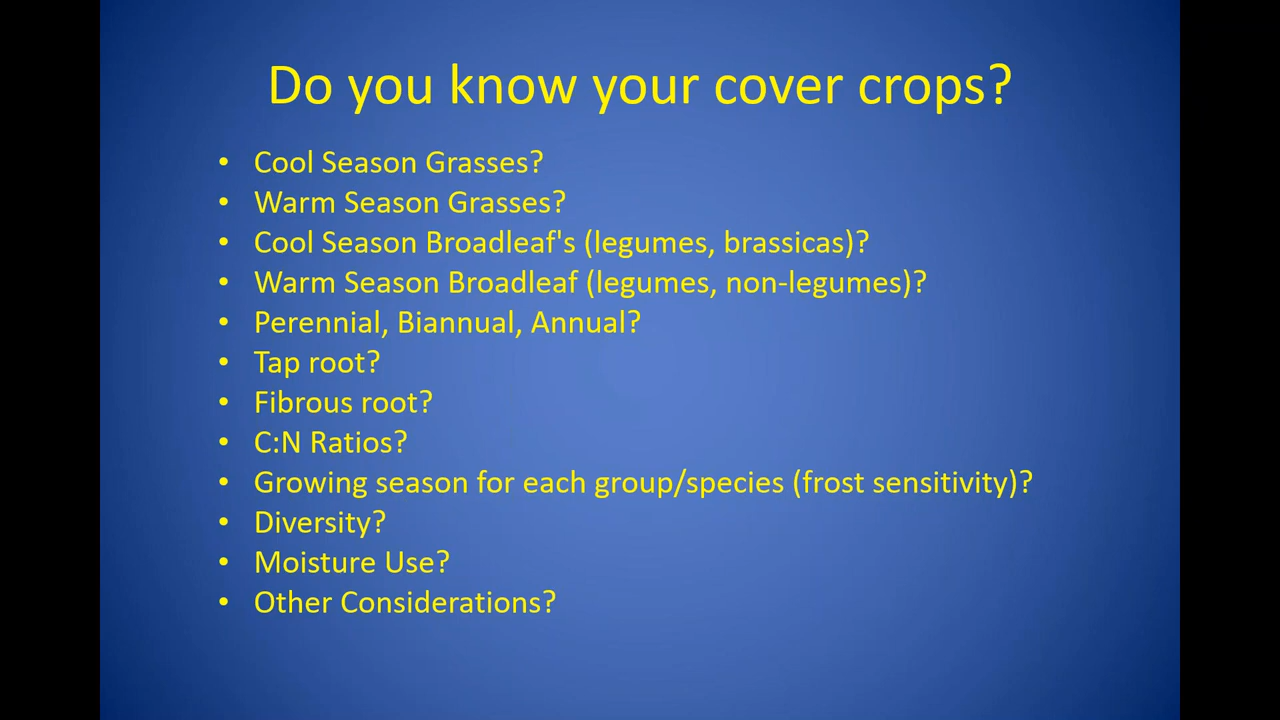 Do you know your cover crops?
• Cool Season Grasses?
• Warm Season Grasses?
• Cool Season Broadleaf's (legumes, brassicas)?
• Warm Season Broadleaf (legumes, non-legumes)?
• Perennial, Biannual, Annual?
• Tap root?
• Fibrous root?
• C:N Ratios?
• Growing season for each group/species (frost sensitivity)?
• Diversity?
• Moisture Use?
• Other Considerations?